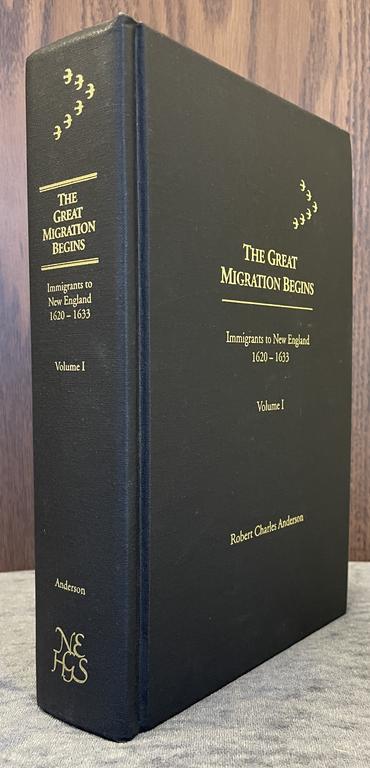 THE
GREAT
MIGRATION
BEGINS
Immigrants to
New England
1620 – 1633
Volume I
Anderson
NE
HGS
THE GREAT
MIGRATION BEGINS
Immigrants to New England
1620 – 1633
Volume I
Robert Charles Anderson